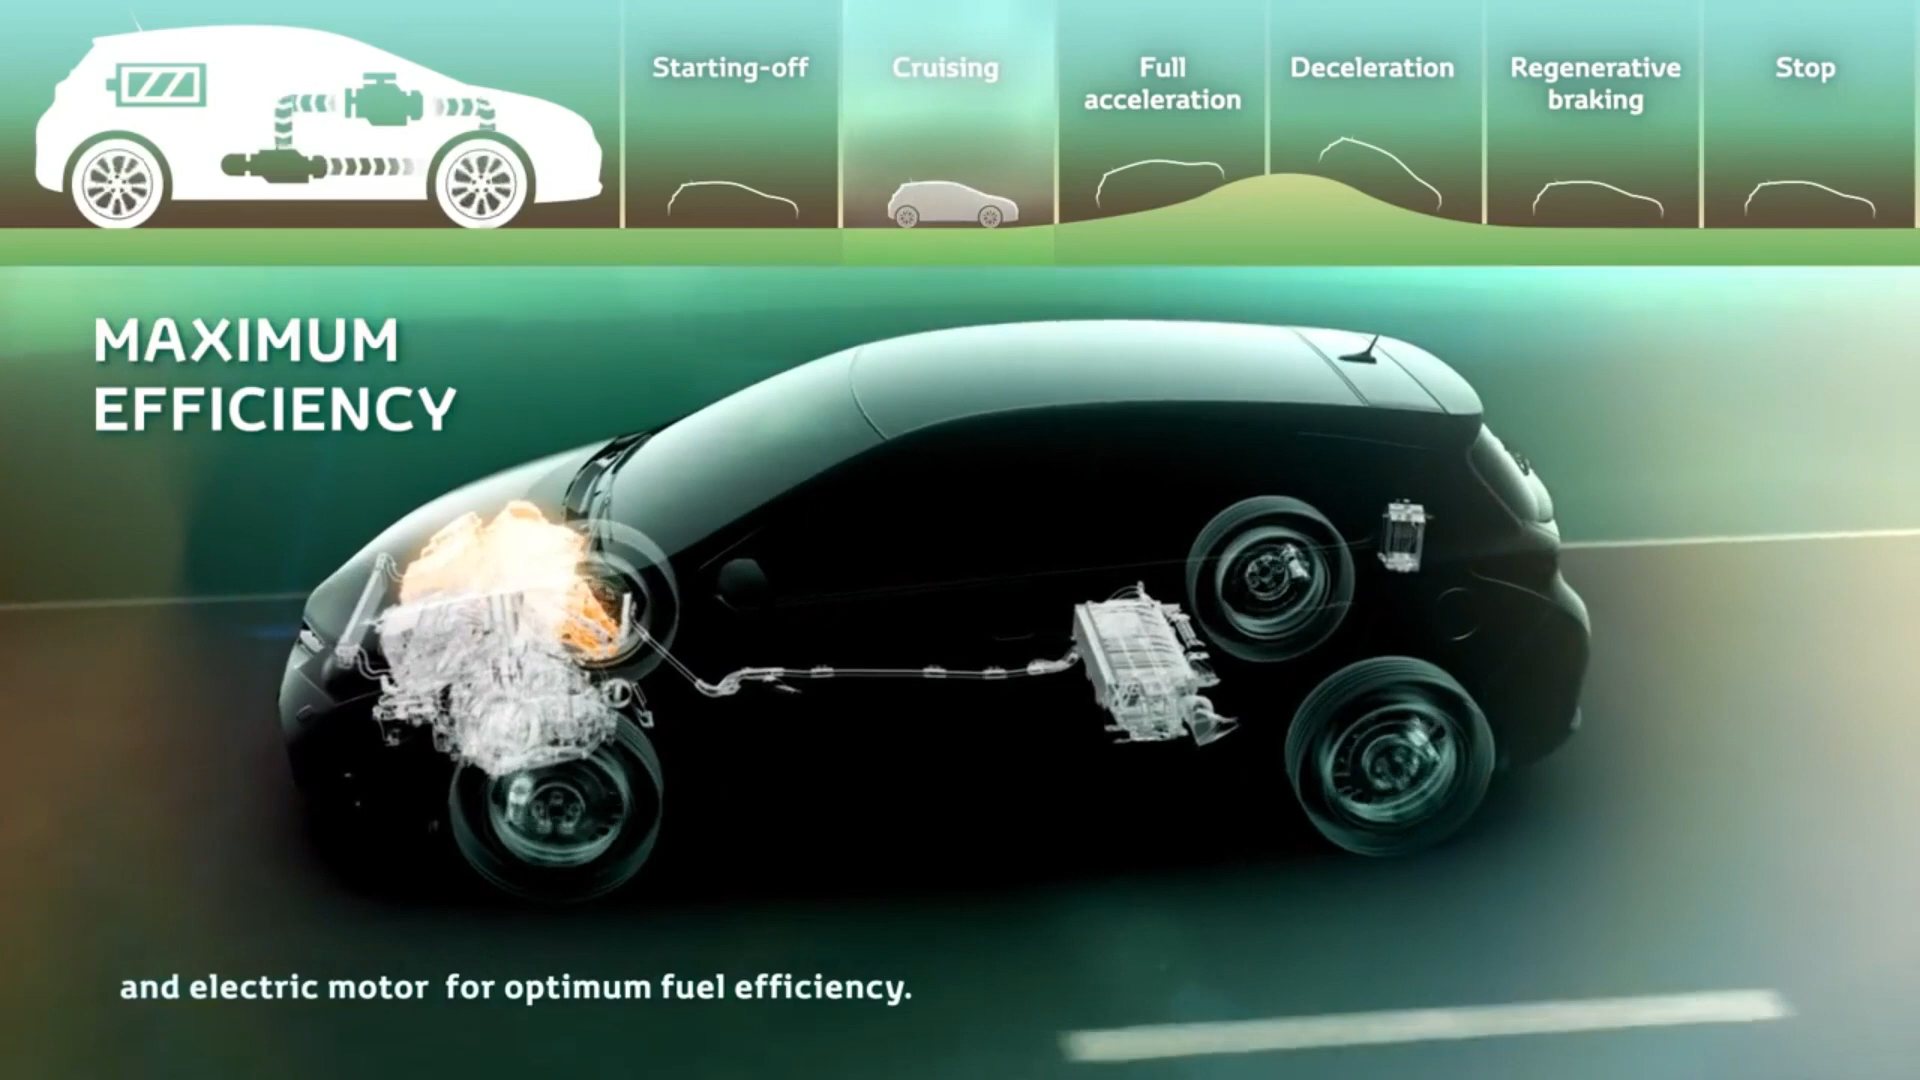 Starting-off
Cruising
Full
acceleration
Deceleration
Regenerative
braking
Stop
MAXIMUM
EFFICIENCY
and electric motor  for optimum fuel efficiency.